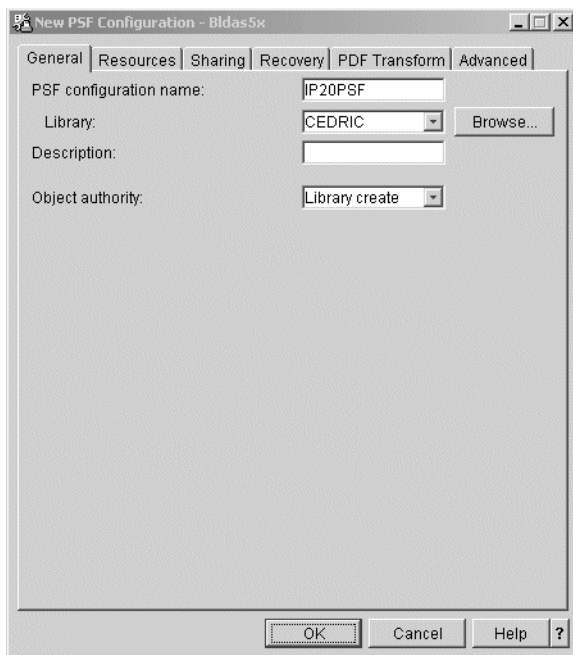 New PSF Configuration - Bldas5x
General Resources Sharing Recovery PDF Transform Advanced
PSF configuration name: IP20PSF
Library: CEDRIC Browse...
Description:
Object authority: Library create
OK Cancel Help ?